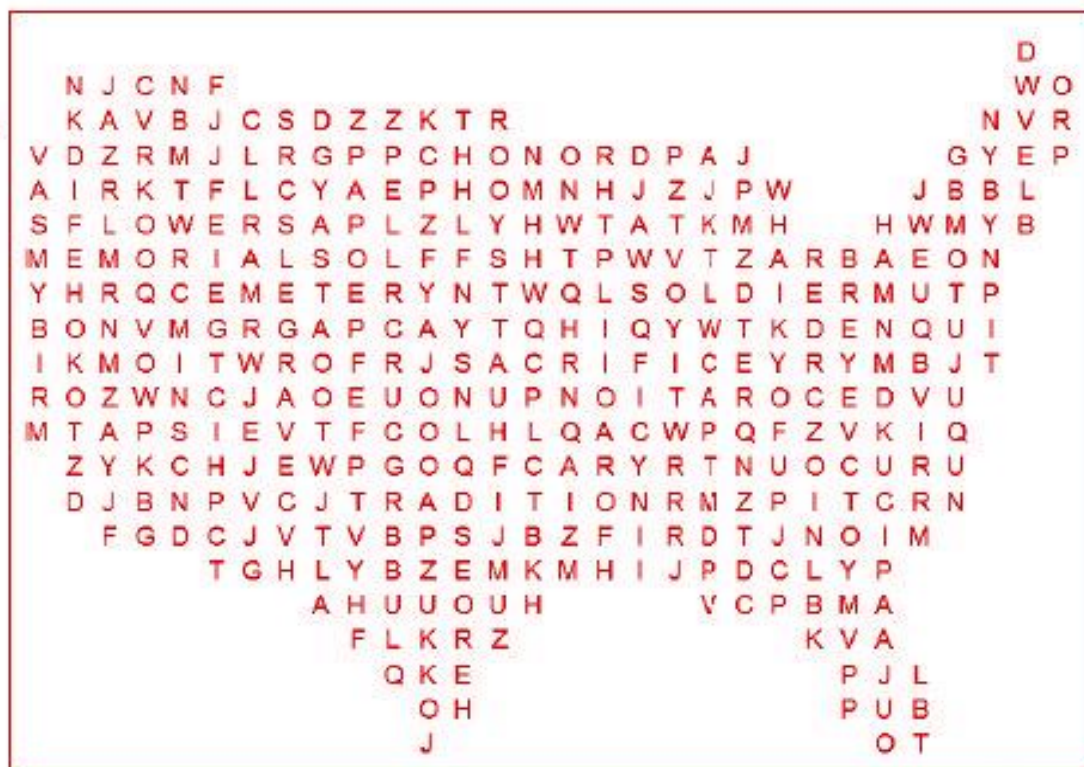 D
N J C N F W O
K A V B J C S D Z Z K T R N V R
V D Z R M J L R G P P C H O N O R D P A J G Y E P
A I R K T F L C Y A E P H O M N H J Z J P W J B B L
S F L O W E R S A P L Z L Y H W T A T K M H H W M Y B
M E M O R I A L S O L F F S H T P W V T Z A R B A E O N
Y H R Q C E M E T E R Y N T W Q L S O L D I E R M U T P
B O N V M G R G A P C A Y T Q H I Q Y W T K D E N Q U I
I K M O I T W R O F R J S A C R I F I C E Y R Y M B J T
R O Z W N C J A O E U O N U P N O I T A R O C E D V U
M T A P S I E V T F C O L H L Q A C W P Q F Z V K I Q
Z Y K C H J E W P G O Q F C A R Y R T N U O C U R U
D J B N P V C J T R A D I T I O N R M Z P I T C R N
F G D C J V T V B P S J B Z F I R D T J N O I M
T G H L Y B Z E M K M H I J P D C L Y P
A H U U O U H V C P B M A
F L K R Z K V A
Q K E P J L
O H P U B
J O T